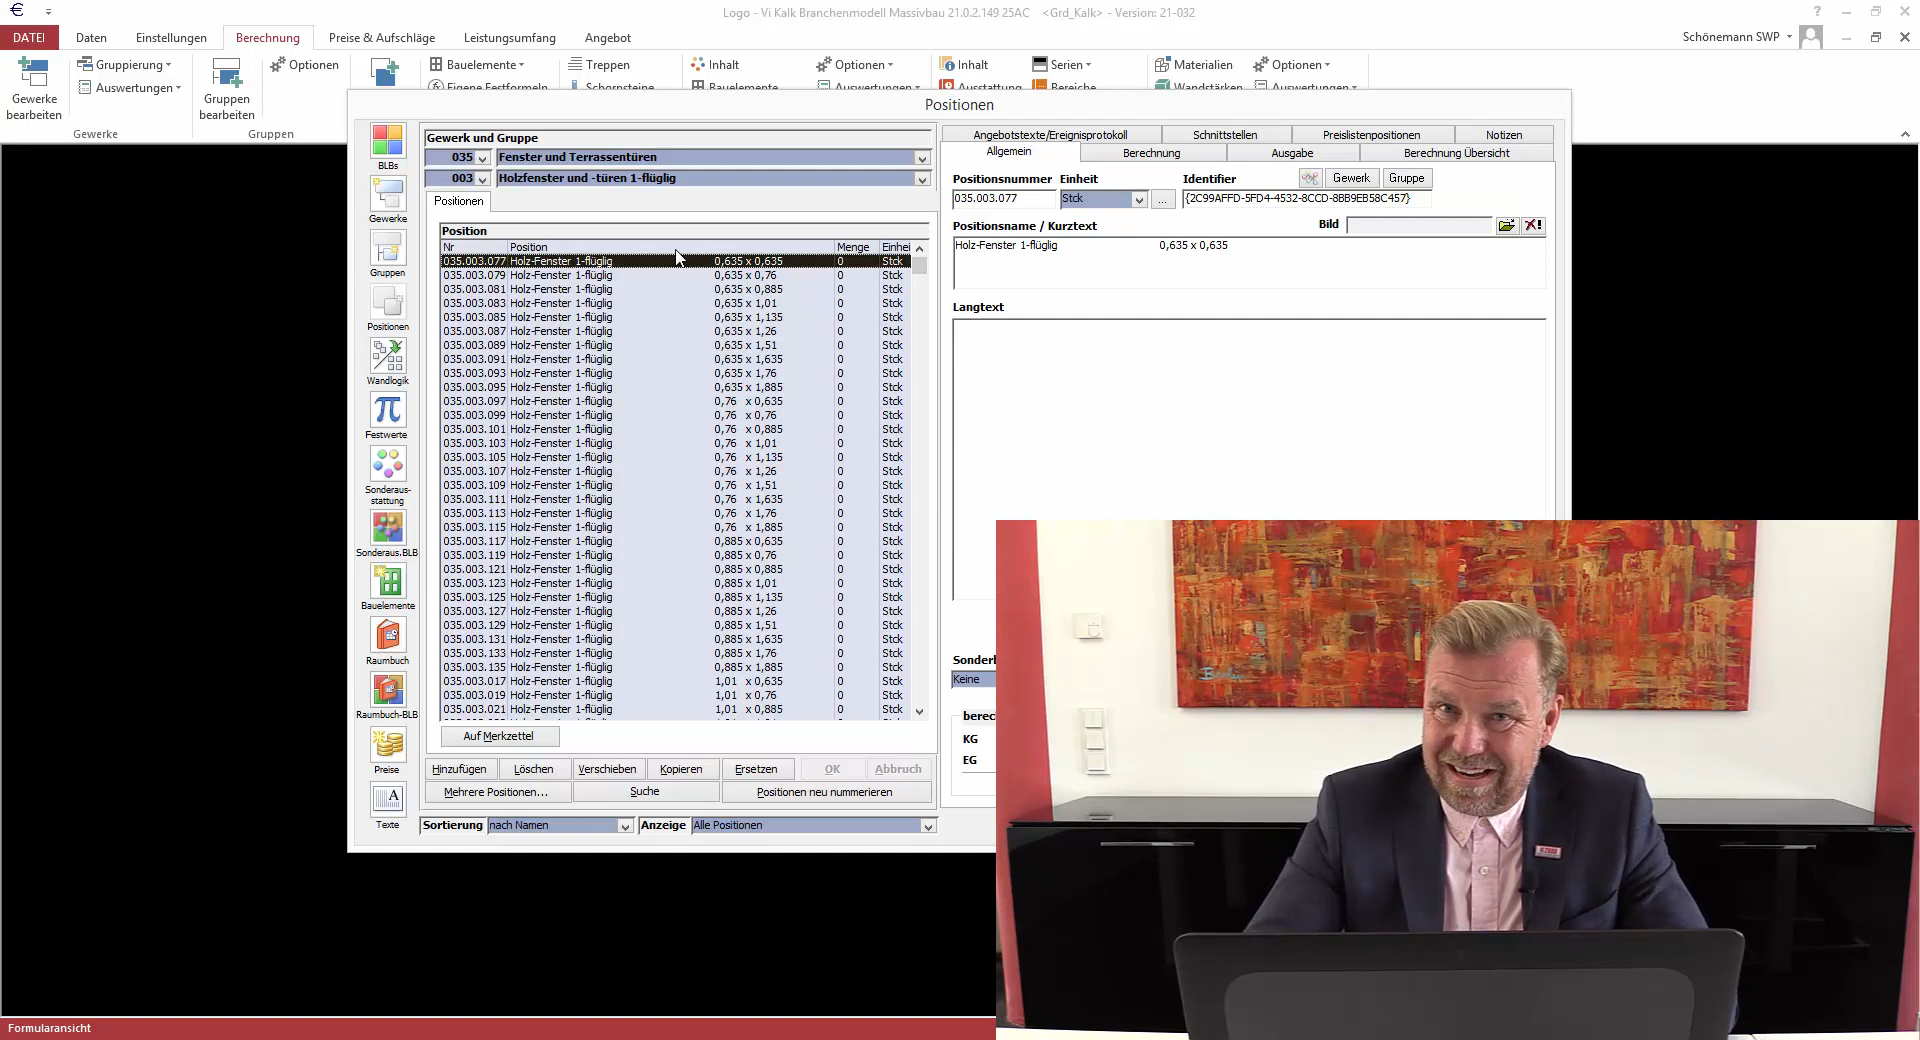 Logo - Vi Kalk Branchenmodell Massivbau 21.0.2.149 25AC <Grd_Kalk> - Version: 21-032
DATEI Daten Einstellungen Berechnung Preise & Aufschläge Leistungsumfang Angebot
Schönemann SWP
Gewerke bearbeiten
Gruppierung
Auswertungen
Gewerke
Gruppen bearbeiten
Optionen
Gruppen
Bauelemente
Eigene Festformeln
Treppen
Schornsteine
Inhalt
Bauelemente
Optionen
Auswertungen
Inhalt
Ausstattung
Serien
Bereiche
Materialien
Wandstärken
Optionen
Auswertungen
Positionen
BLBs
Gewerke
Gruppen
Positionen
Wandlogik
Festwerte
Sonderaus-
stattung
Sonderaus.BLB
Bauelemente
Raumbuch
Raumbuch-BLB
Preise
Texte
Gewerk und Gruppe
035 Fenster und Terrassentüren
003 Holzfenster und -türen 1-flüglig
Positionen
Position
Nr Position Menge Einhei
035.003.077 Holz-Fenster 1-flüglig 0,635 x 0,635 0 Stck
035.003.079 Holz-Fenster 1-flüglig 0,635 x 0,76 0 Stck
035.003.081 Holz-Fenster 1-flüglig 0,635 x 0,885 0 Stck
035.003.083 Holz-Fenster 1-flüglig 0,635 x 1,01 0 Stck
035.003.085 Holz-Fenster 1-flüglig 0,635 x 1,135 0 Stck
035.003.087 Holz-Fenster 1-flüglig 0,635 x 1,26 0 Stck
035.003.089 Holz-Fenster 1-flüglig 0,635 x 1,51 0 Stck
035.003.091 Holz-Fenster 1-flüglig 0,635 x 1,635 0 Stck
035.003.093 Holz-Fenster 1-flüglig 0,635 x 1,76 0 Stck
035.003.095 Holz-Fenster 1-flüglig 0,635 x 1,885 0 Stck
035.003.097 Holz-Fenster 1-flüglig 0,76 x 0,635 0 Stck
035.003.099 Holz-Fenster 1-flüglig 0,76 x 0,76 0 Stck
035.003.101 Holz-Fenster 1-flüglig 0,76 x 0,885 0 Stck
035.003.103 Holz-Fenster 1-flüglig 0,76 x 1,01 0 Stck
035.003.105 Holz-Fenster 1-flüglig 0,76 x 1,135 0 Stck
035.003.107 Holz-Fenster 1-flüglig 0,76 x 1,26 0 Stck
035.003.109 Holz-Fenster 1-flüglig 0,76 x 1,51 0 Stck
035.003.111 Holz-Fenster 1-flüglig 0,76 x 1,635 0 Stck
035.003.113 Holz-Fenster 1-flüglig 0,76 x 1,76 0 Stck
035.003.115 Holz-Fenster 1-flüglig 0,76 x 1,885 0 Stck
035.003.117 Holz-Fenster 1-flüglig 0,885 x 0,635 0 Stck
035.003.119 Holz-Fenster 1-flüglig 0,885 x 0,76 0 Stck
035.003.121 Holz-Fenster 1-flüglig 0,885 x 0,885 0 Stck
035.003.123 Holz-Fenster 1-flüglig 0,885 x 1,01 0 Stck
035.003.125 Holz-Fenster 1-flüglig 0,885 x 1,135 0 Stck
035.003.127 Holz-Fenster 1-flüglig 0,885 x 1,26 0 Stck
035.003.129 Holz-Fenster 1-flüglig 0,885 x 1,51 0 Stck
035.003.131 Holz-Fenster 1-flüglig 0,885 x 1,635 0 Stck
035.003.133 Holz-Fenster 1-flüglig 0,885 x 1,76 0 Stck
035.003.135 Holz-Fenster 1-flüglig 0,885 x 1,885 0 Stck
035.003.017 Holz-Fenster 1-flüglig 1,01 x 0,635 0 Stck
035.003.019 Holz-Fenster 1-flüglig 1,01 x 0,76 0 Stck
035.003.021 Holz-Fenster 1-flüglig 1,01 x 0,885 0 Stck
Auf Merkzettel
Hinzufügen Löschen Verschieben Kopieren Ersetzen OK Abbruch
Mehrere Positionen... Suche Positionen neu nummerieren
Sortierung nach Namen Anzeige Alle Positionen
Angebotstexte/Ereignisprotokoll Schnittstellen Preislistenpositionen Notizen
Allgemein Berechnung Ausgabe Berechnung Übersicht
Positionsnummer Einheit Identifier Gewerk Gruppe
035.003.077 Stck ... {2C99AFFD-5FD4-4532-8CCD-8BB9EB58C457}
Positionsname / Kurztext Bild
Holz-Fenster 1-flüglig 0,635 x 0,635
Langtext
Keine
KG
EG
Formularansicht